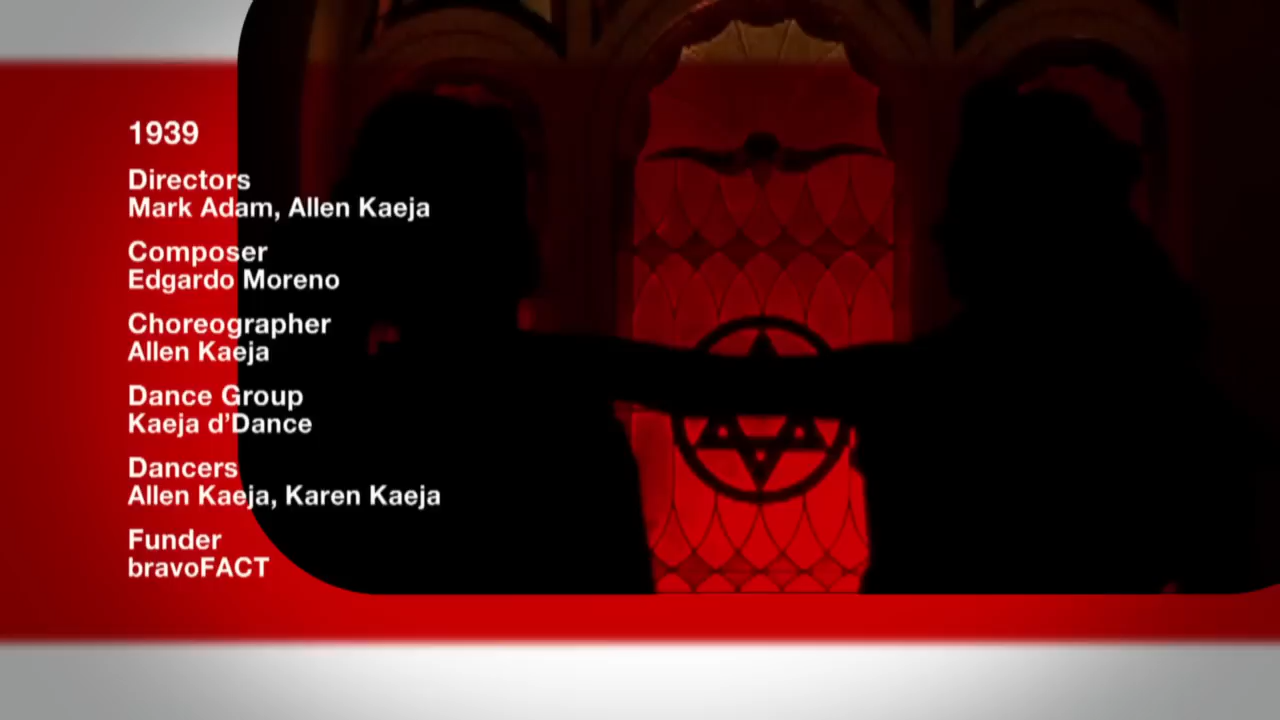 1939
Directors
Mark Adam, Allen Kaeja
Composer
Edgardo Moreno
Choreographer
Allen Kaeja
Dance Group
Kaeja d’Dance
Dancers
Allen Kaeja, Karen Kaeja
Funder
bravoFACT